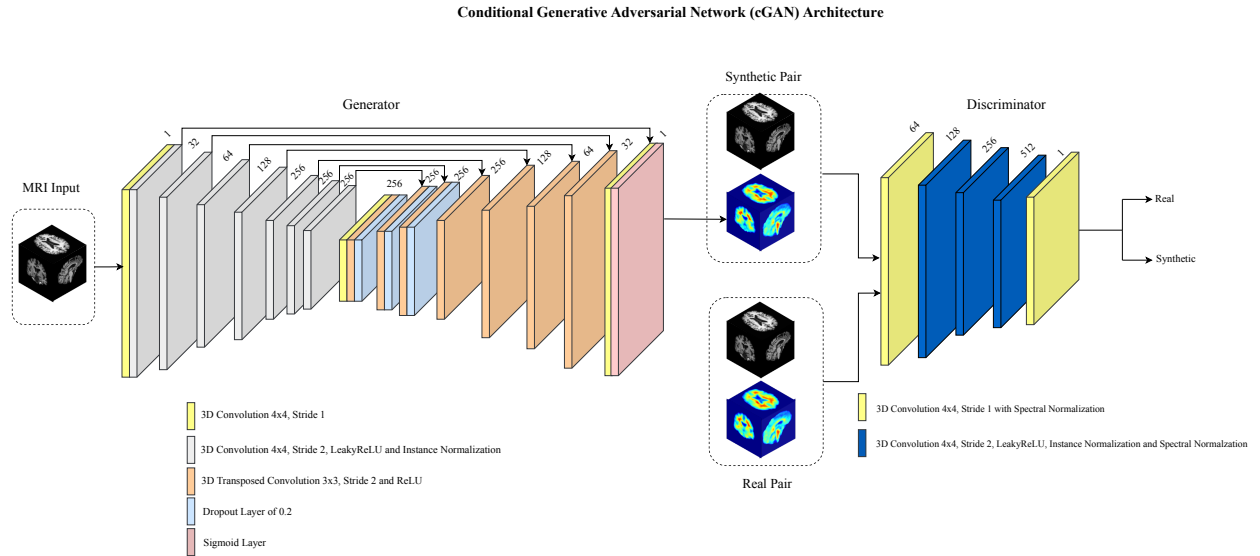 Conditional Generative Adversarial Network (cGAN) Architecture
Generator
Synthetic Pair
Discriminator
MRI Input
1
32
64
128
256
256
256
256
256
256
256
128
64
32
1
64
128
256
512
1
Real
Synthetic
Real Pair
3D Convolution 4x4, Stride 1
3D Convolution 4x4, Stride 2, LeakyReLU and Instance Normalization
3D Transposed Convolution 3x3, Stride 2 and ReLU
Dropout Layer of 0.2
Sigmoid Layer
3D Convolution 4x4, Stride 1 with Spectral Normalization
3D Convolution 4x4, Stride 2, LeakyReLU, Instance Normalization and Spectral Normalzation